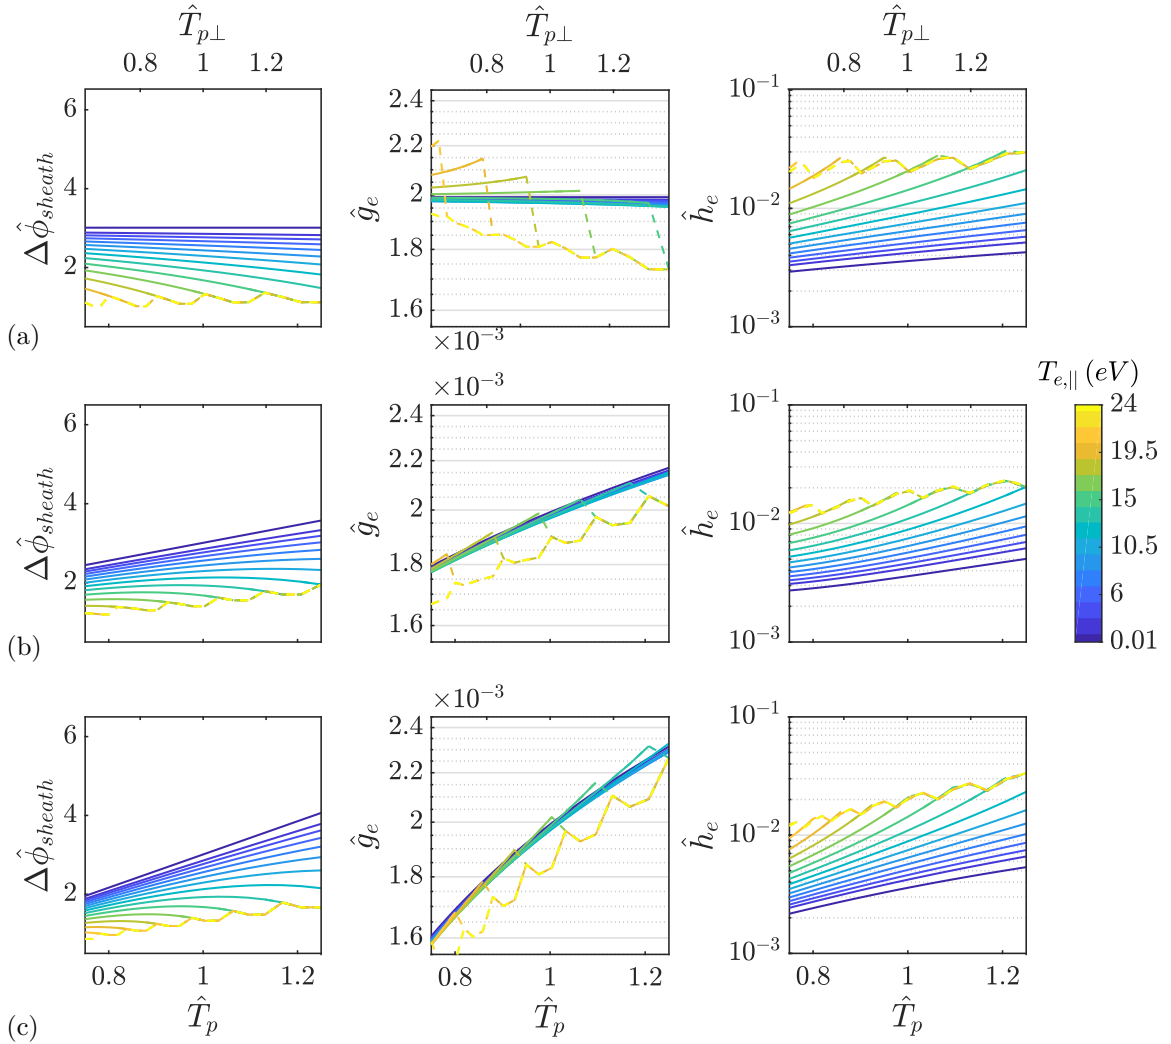 T̂p⊥ T̂p⊥ T̂p⊥
0.8 1 1.2 0.8 1 1.2 0.8 1 1.2
6 4 2 Δϕ̂sheath
2.4 2.2 2 1.8 1.6 ĝe
10⁻¹ 10⁻² 10⁻³ ĥe
(a)
×10⁻³
×10⁻³
6 4 2 Δϕ̂sheath
2.4 2.2 2 1.8 1.6 ĝe
10⁻¹ 10⁻² 10⁻³ ĥe
Te,|| (eV)
24
19.5
15
10.5
6
0.01
(b)
×10⁻³
6 4 2 Δϕ̂sheath
2.4 2.2 2 1.8 1.6 ĝe
10⁻¹ 10⁻² 10⁻³ ĥe
0.8 1 1.2 0.8 1 1.2 0.8 1 1.2
(c) T̂p T̂p T̂p